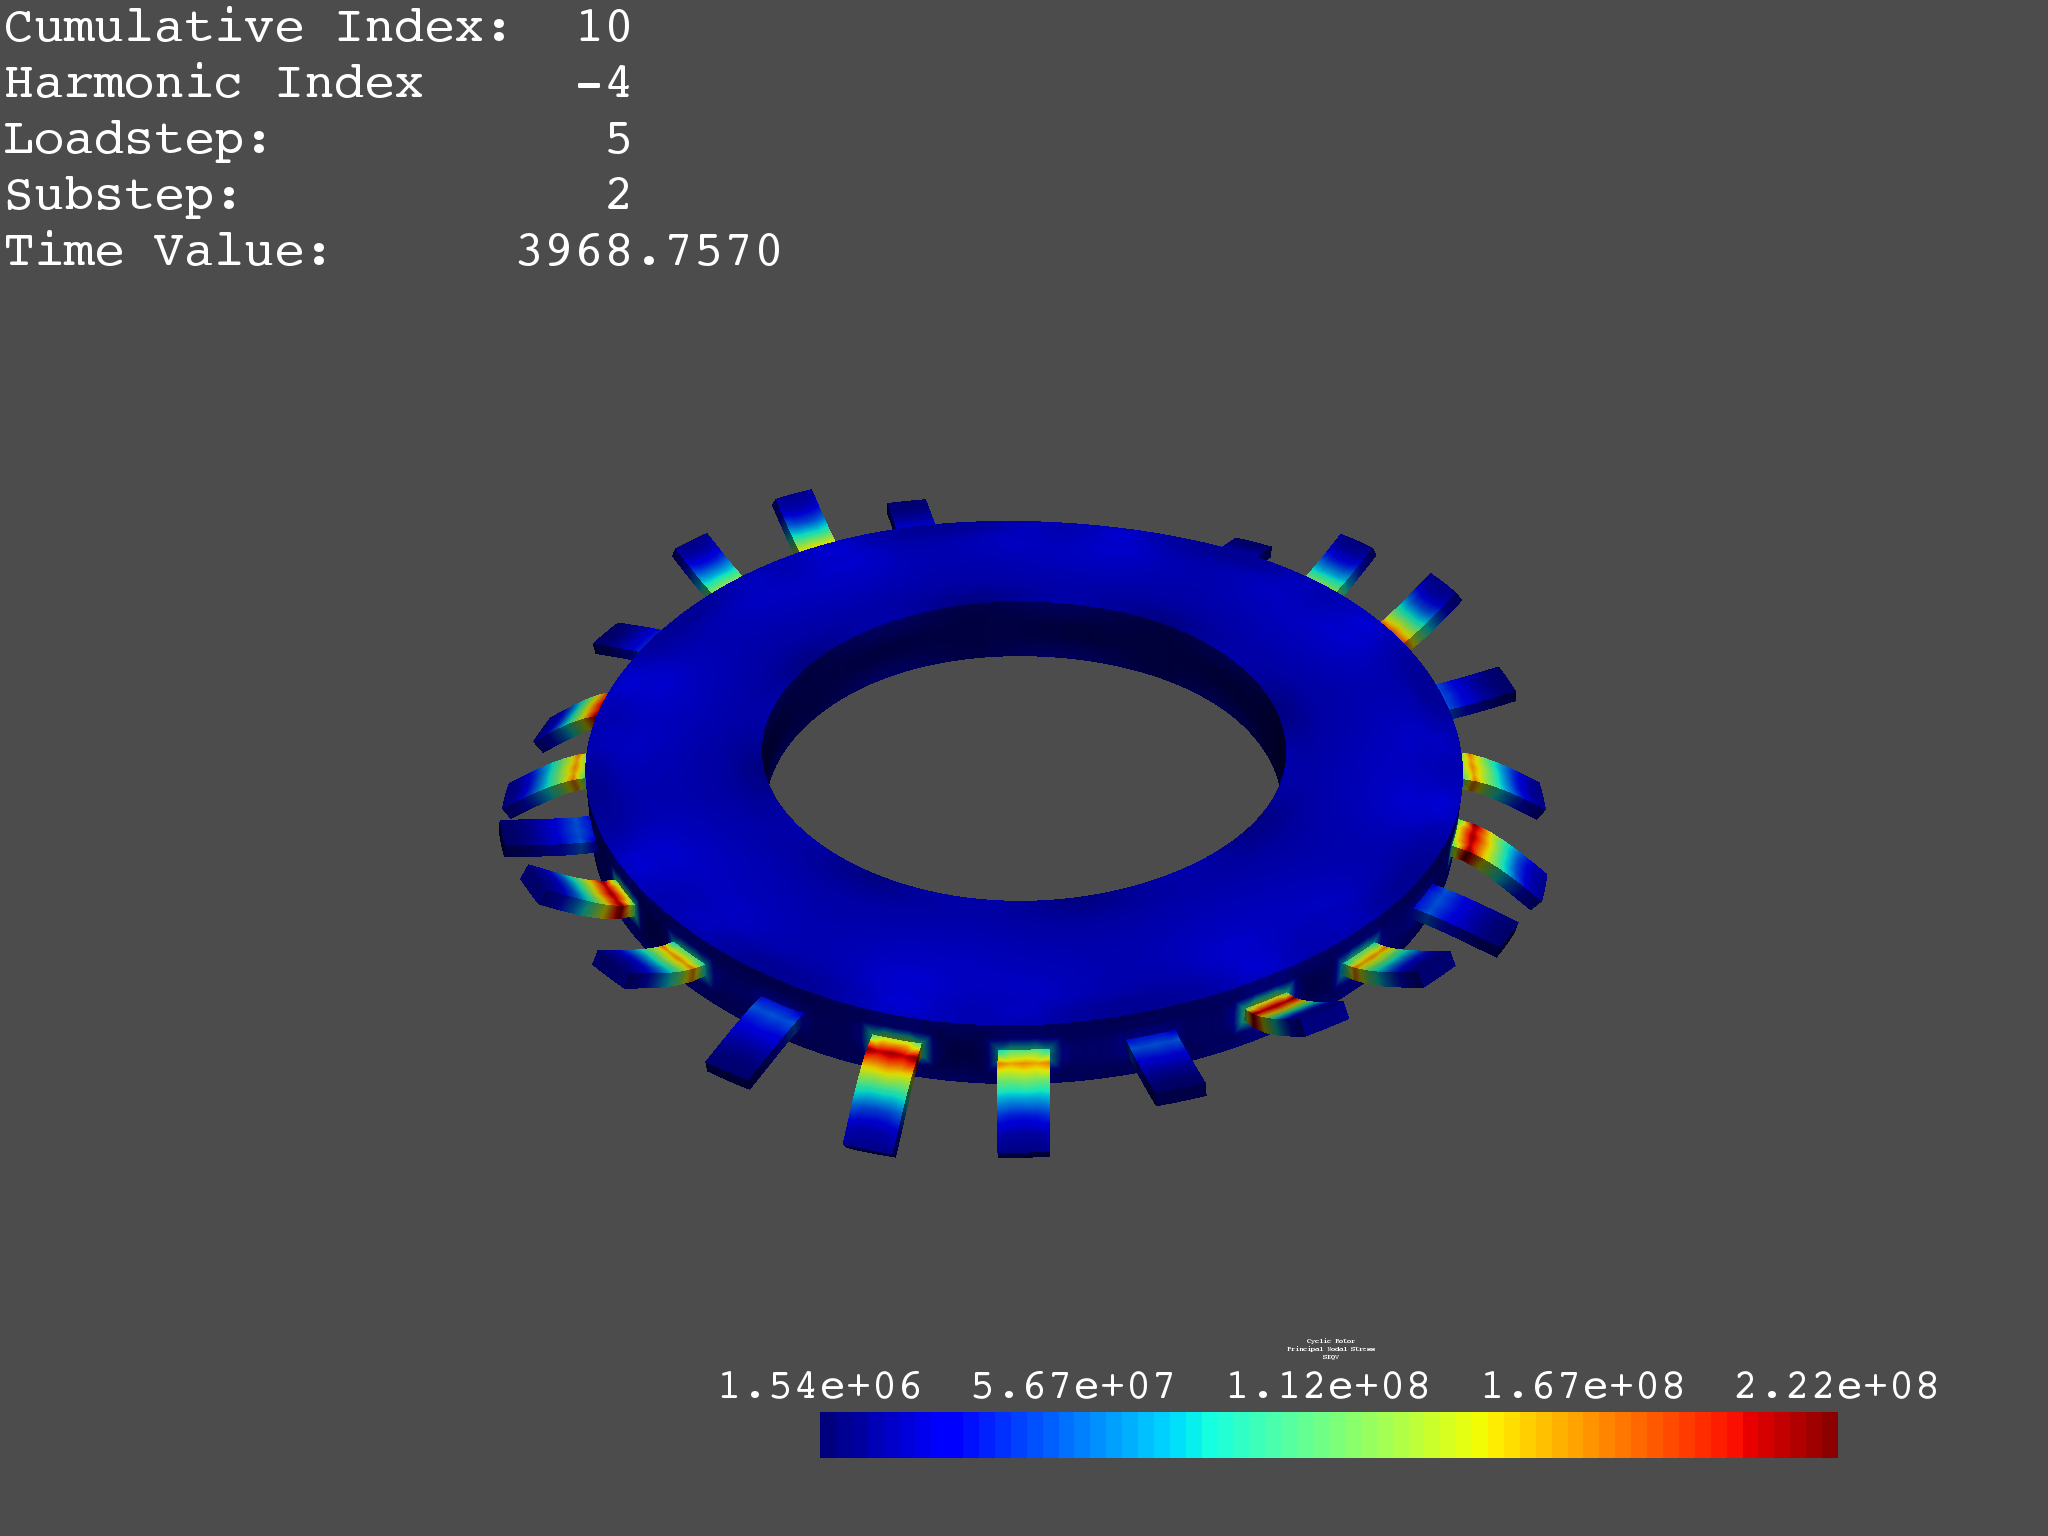 Cumulative Index: 10
Harmonic Index -4
Loadstep: 5
Substep: 2
Time Value: 3968.7570
Cyclic Rotor
Principal Nodal Stress
SEQV
1.54e+06 5.67e+07 1.12e+08 1.67e+08 2.22e+08